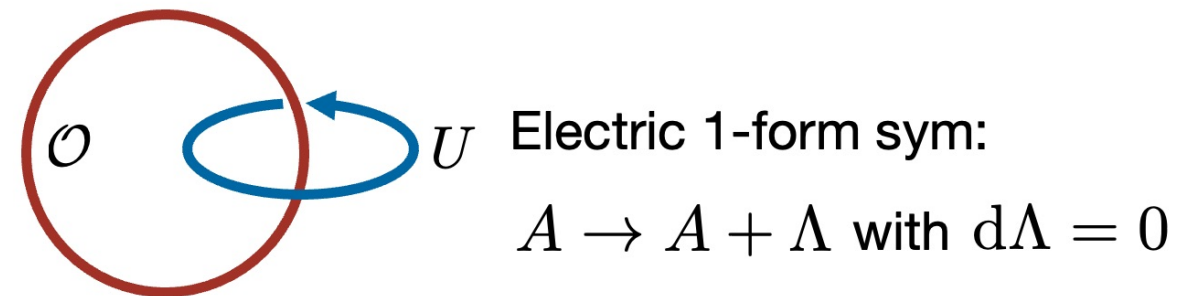 𝒪
U
Electric 1-form sym:
A → A + Λ with dΛ = 0